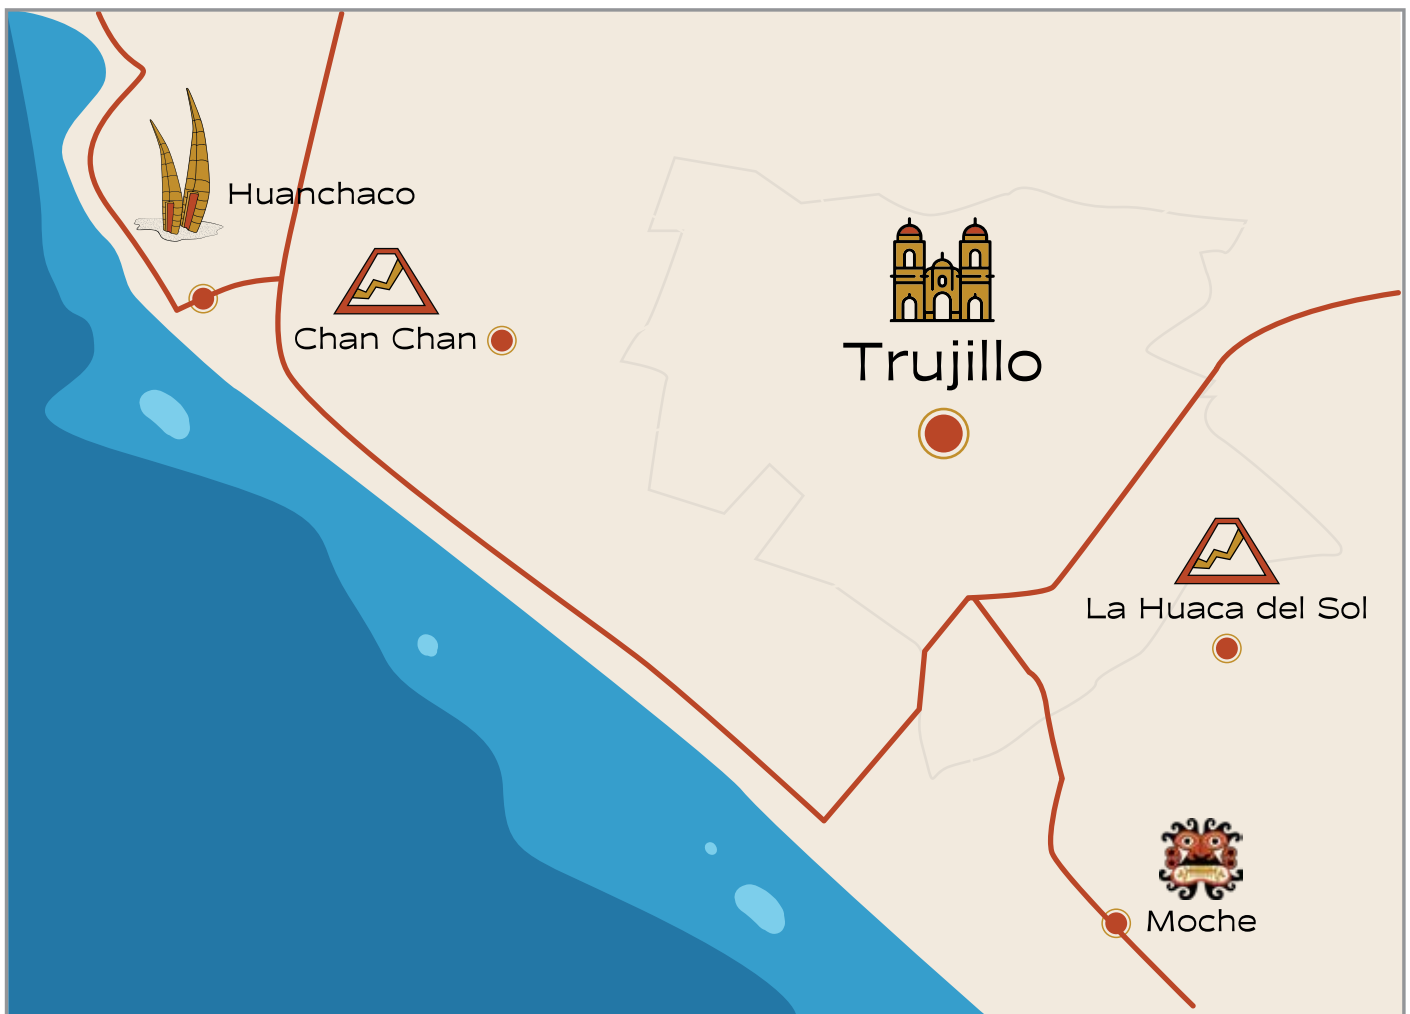 Huanchaco
Chan Chan
Trujillo
La Huaca del Sol
Moche